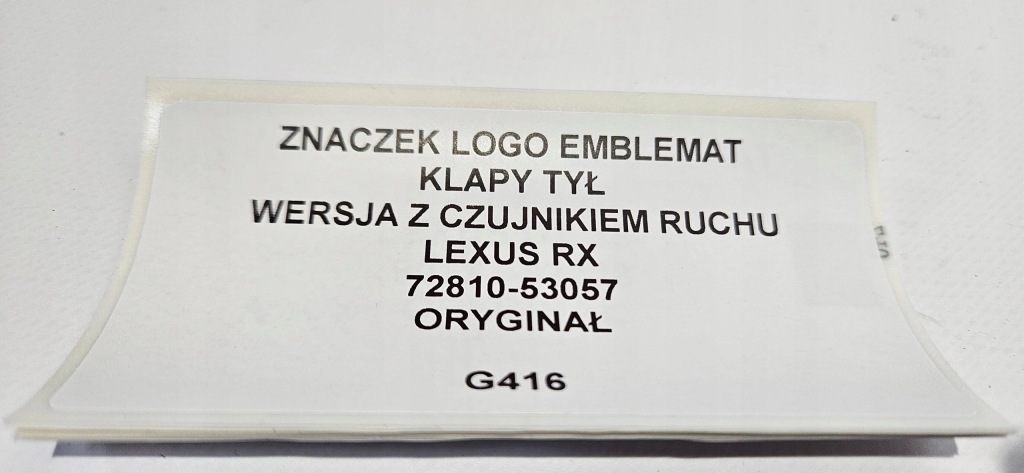 ZNACZEK LOGO EMBLEMAT
KLAPY TYŁ
WERSJA Z CZUJNIKIEM RUCHU
LEXUS RX
72810-53057
ORYGINAŁ
G416